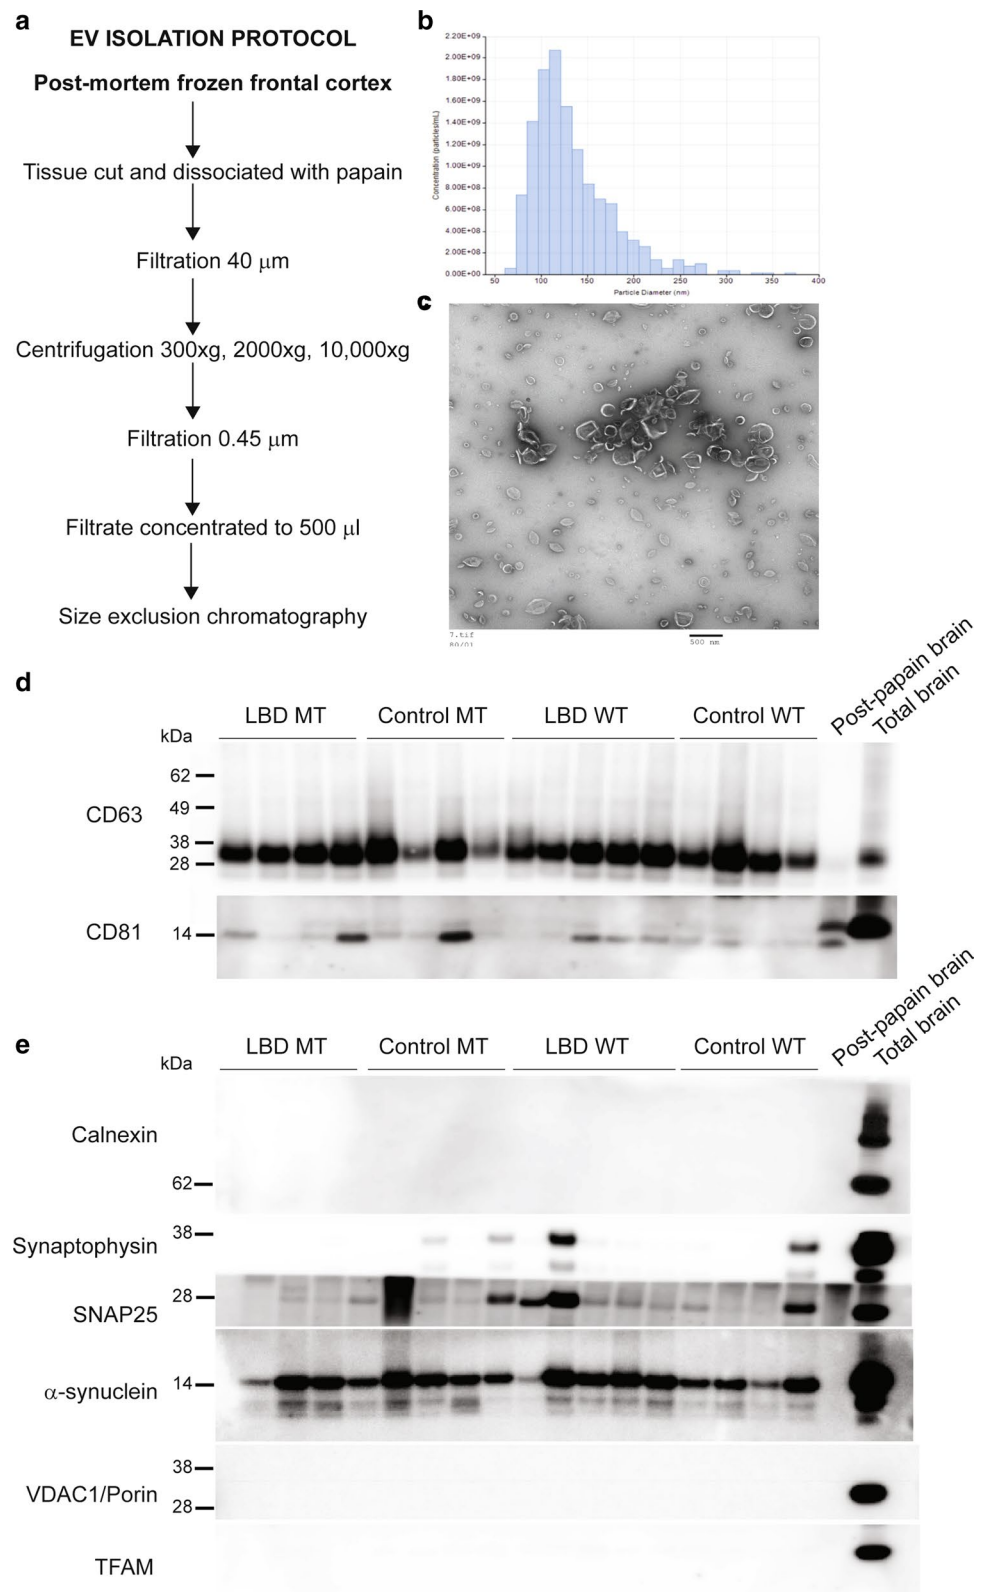 a
EV ISOLATION PROTOCOL
Post-mortem frozen frontal cortex
Tissue cut and dissociated with papain
Filtration 40 μm
Centrifugation 300xg, 2000xg, 10,000xg
Filtration 0.45 μm
Filtrate concentrated to 500 μl
Size exclusion chromatography
b
Concentration (particles/mL)
2.20E+09
2.00E+09
1.80E+09
1.60E+09
1.40E+09
1.20E+09
1.00E+09
8.00E+08
6.00E+08
4.00E+08
2.00E+08
0.00E+00
50 100 150 200 250 300 350 400
Particle Diameter (nm)
c
7.tif
500 nm
d
LBD MT Control MT LBD WT Control WT Post-papain brain Total brain
kDa
62
49
CD63
38
28
CD81 14
e
LBD MT Control MT LBD WT Control WT Post-papain brain Total brain
kDa
Calnexin
62
38
Synaptophysin
28
SNAP25
α-synuclein 14
38
VDAC1/Porin
28
TFAM